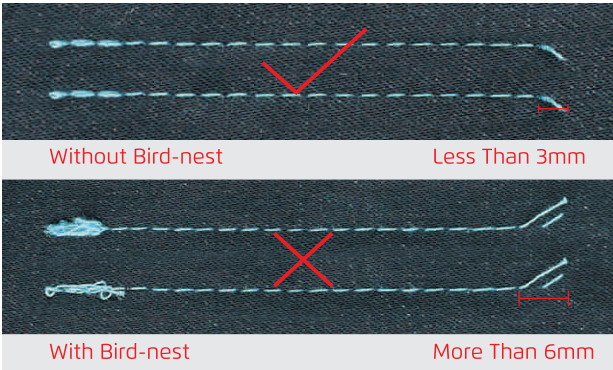 Without Bird-nest
Less Than 3mm
With Bird-nest
More Than 6mm